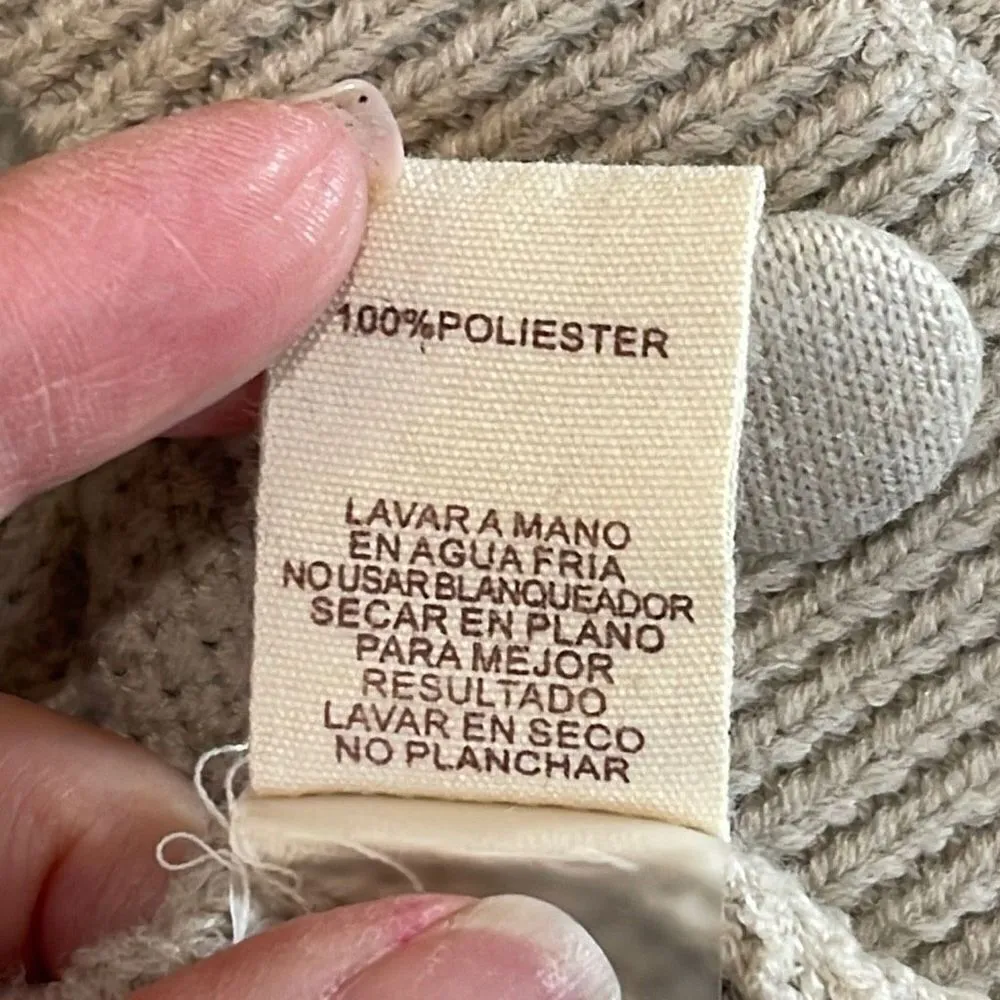 100%POLIESTER
LAVAR A MANO
EN AGUA FRIA
NO USAR BLANQUEADOR
SECAR EN PLANO
PARA MEJOR
RESULTADO
LAVAR EN SECO
NO PLANCHAR